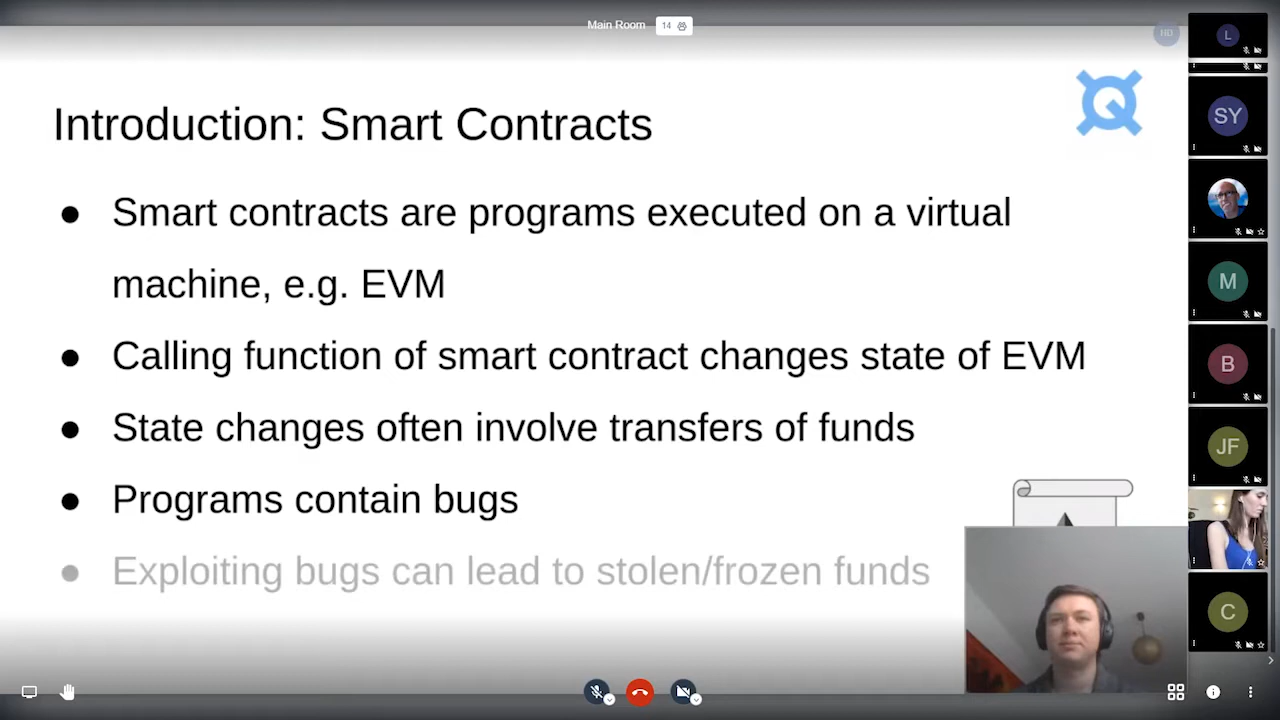 Main Room 14
HD
L
Introduction: Smart Contracts
SY
● Smart contracts are programs executed on a virtual
machine, e.g. EVM
M
● Calling function of smart contract changes state of EVM
B
● State changes often involve transfers of funds
JF
● Programs contain bugs
● Exploiting bugs can lead to stolen/frozen funds
C